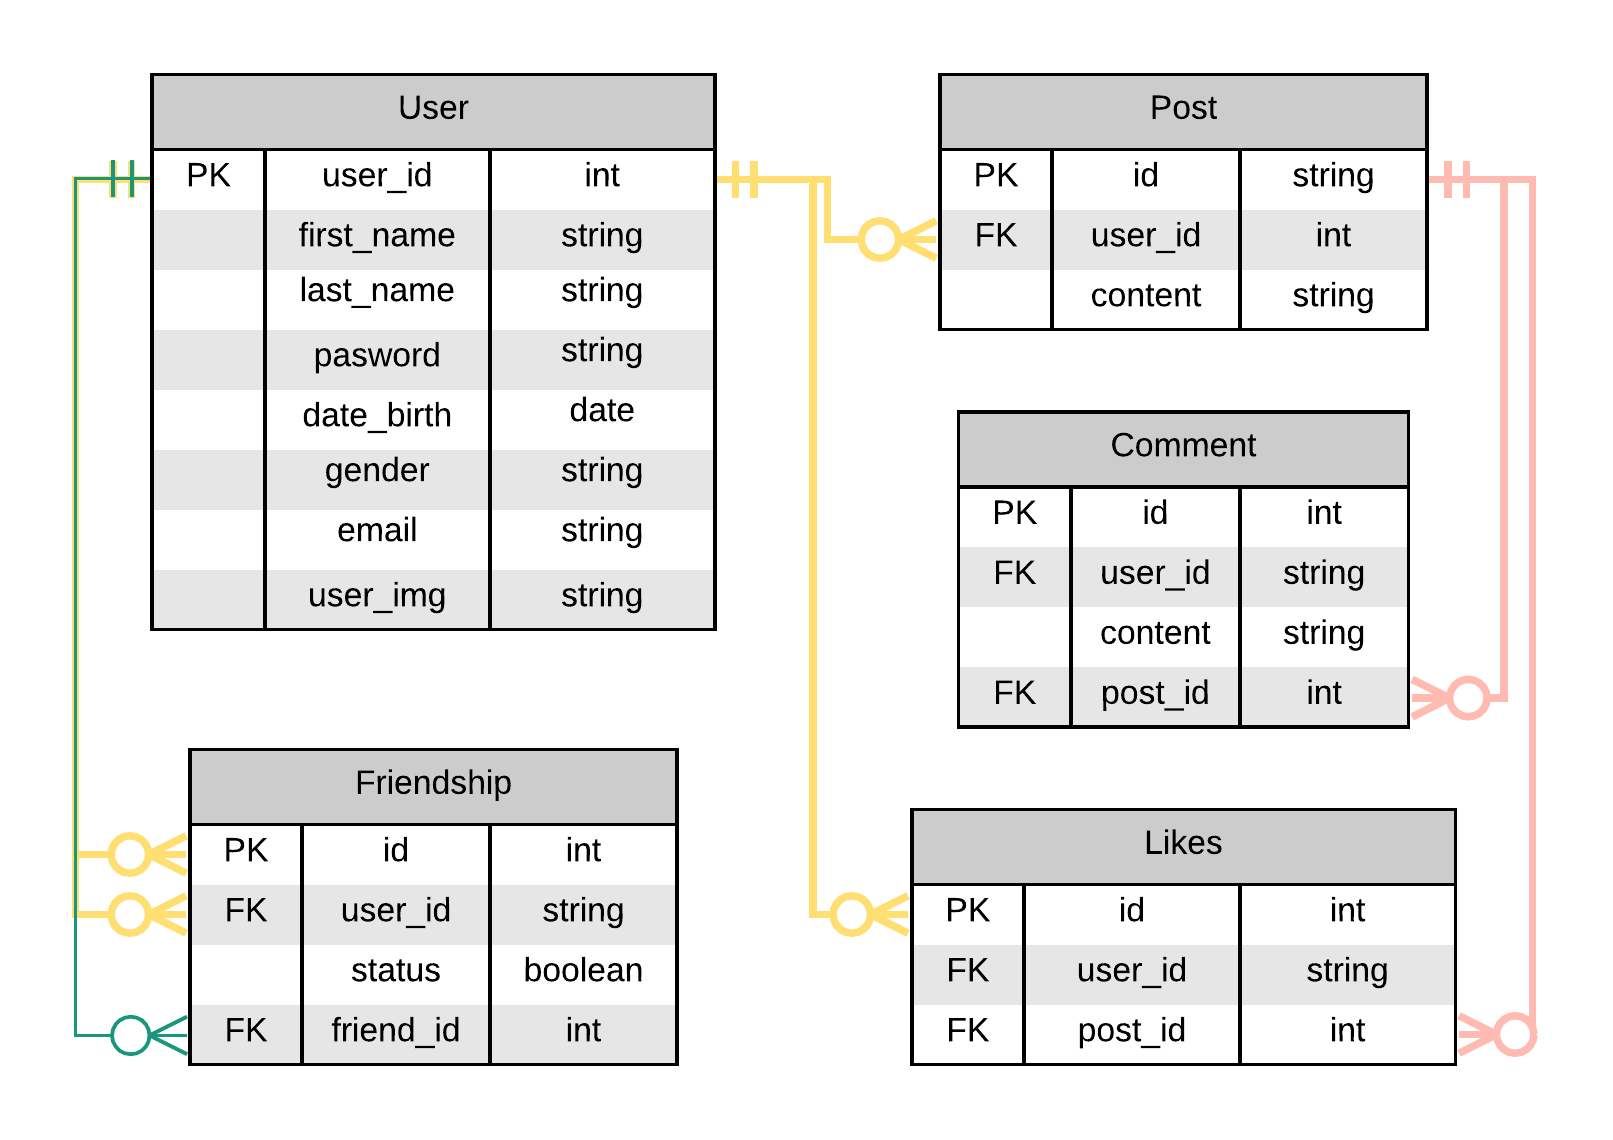 User
PK user_id int
first_name string
last_name string
pasword string
date_birth date
gender string
email string
user_img string
Post
PK id string
FK user_id int
content string
Comment
PK id int
FK user_id string
content string
FK post_id int
Friendship
PK id int
FK user_id string
status boolean
FK friend_id int
Likes
PK id int
FK user_id string
FK post_id int